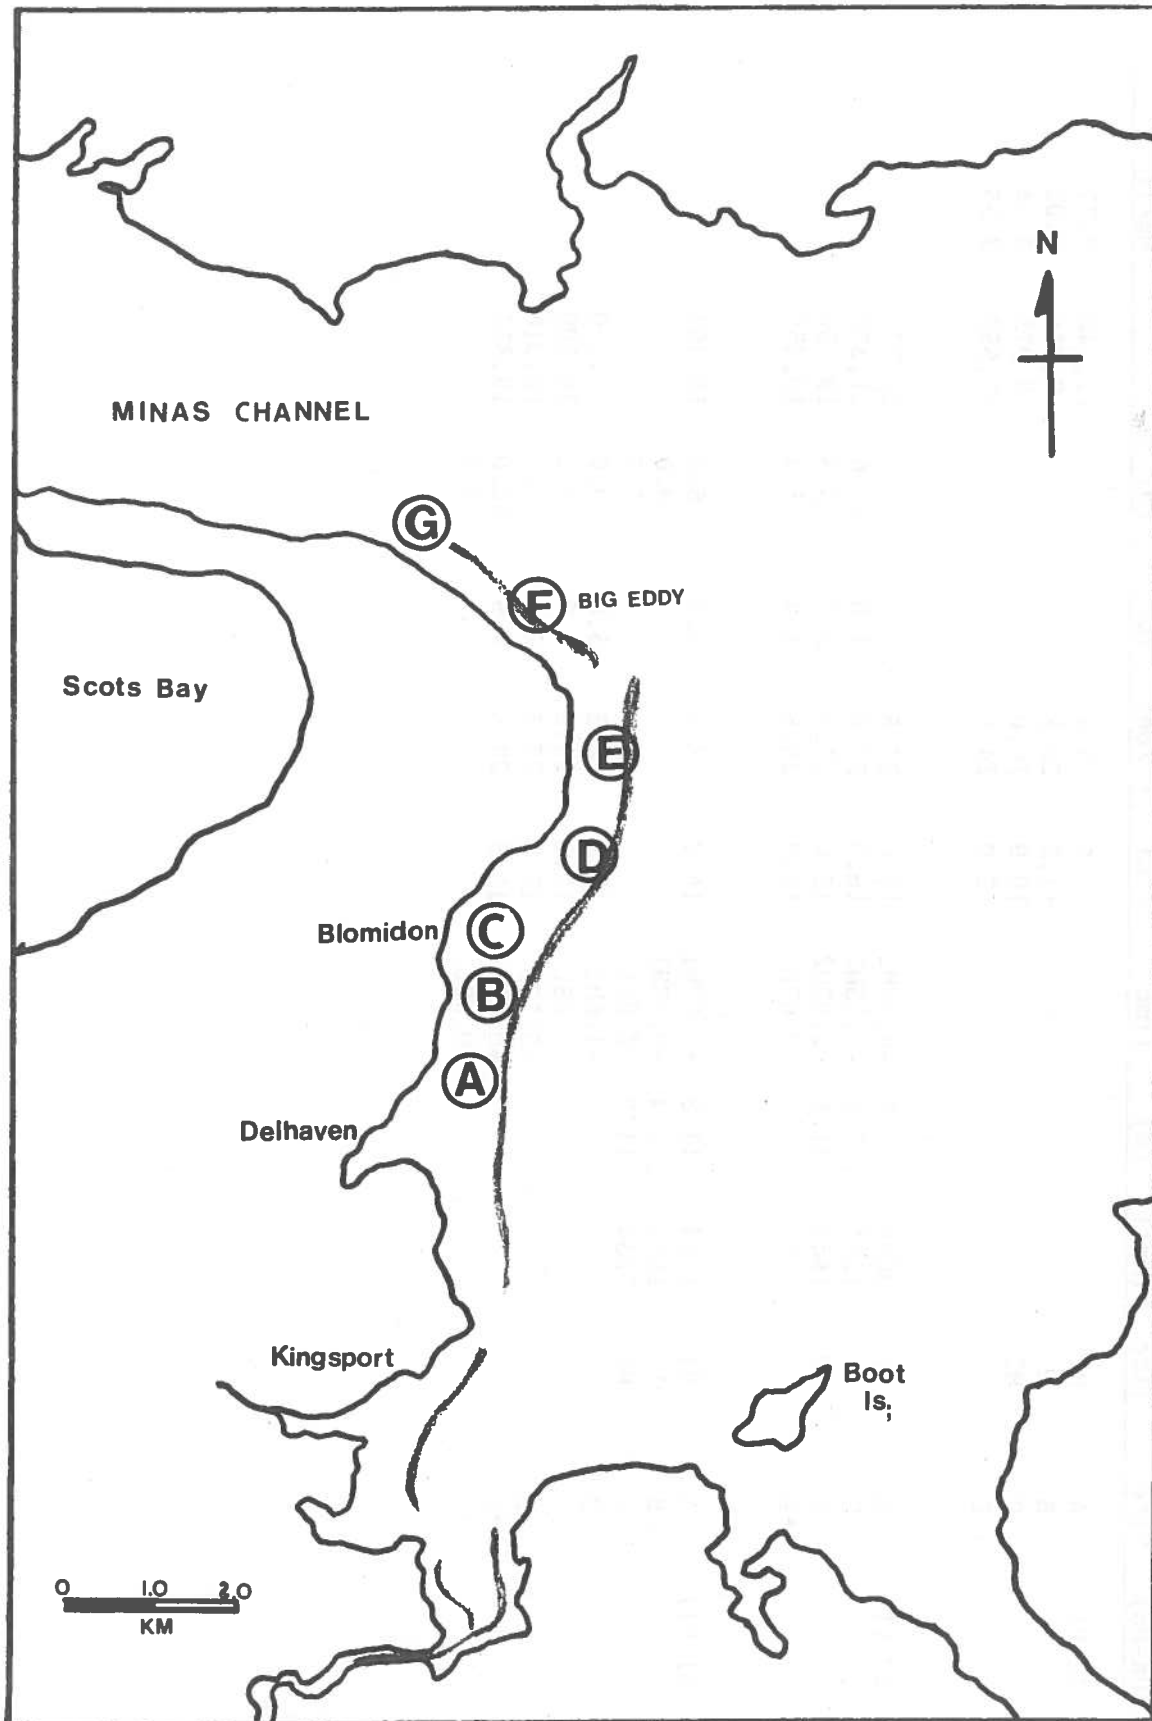 N
MINAS CHANNEL
G
F
BIG EDDY
Scots Bay
E
D
C
Blomidon
B
A
Delhaven
Kingsport
Boot
Is;
0 1.0 2.0
KM